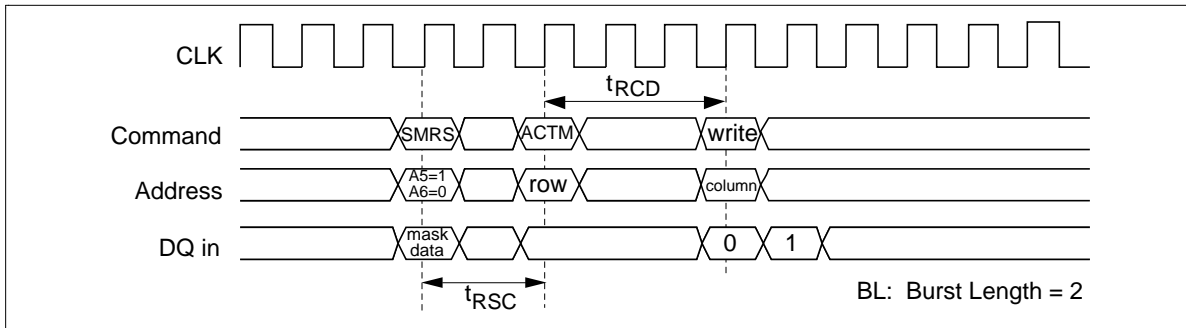 CLK
tRCD
Command SMRS ACTM write
Address A5=1 A6=0 row column
DQ in mask data 0 1
tRSC
BL: Burst Length = 2